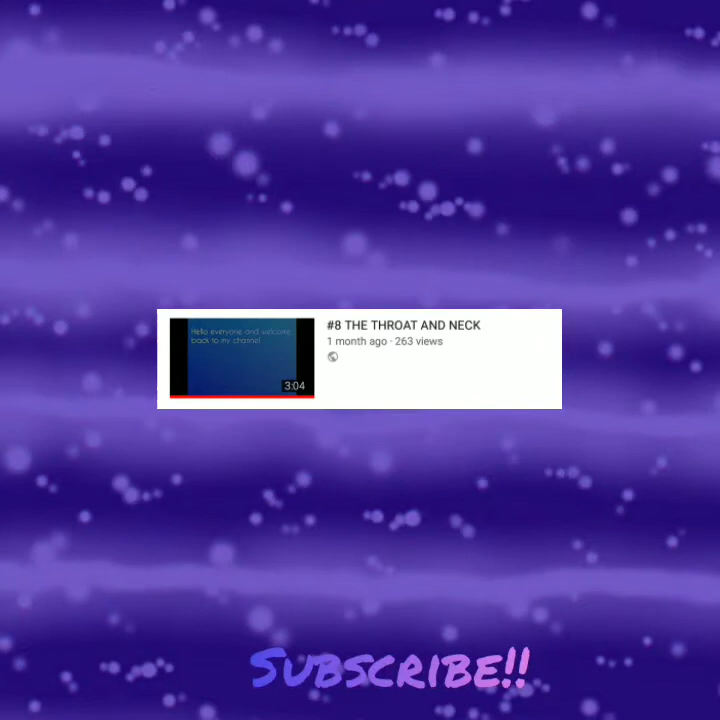 Hello everyone and welcome
back to my channel
3:04
#8 THE THROAT AND NECK
1 month ago · 263 views
SUBSCRIBE!!